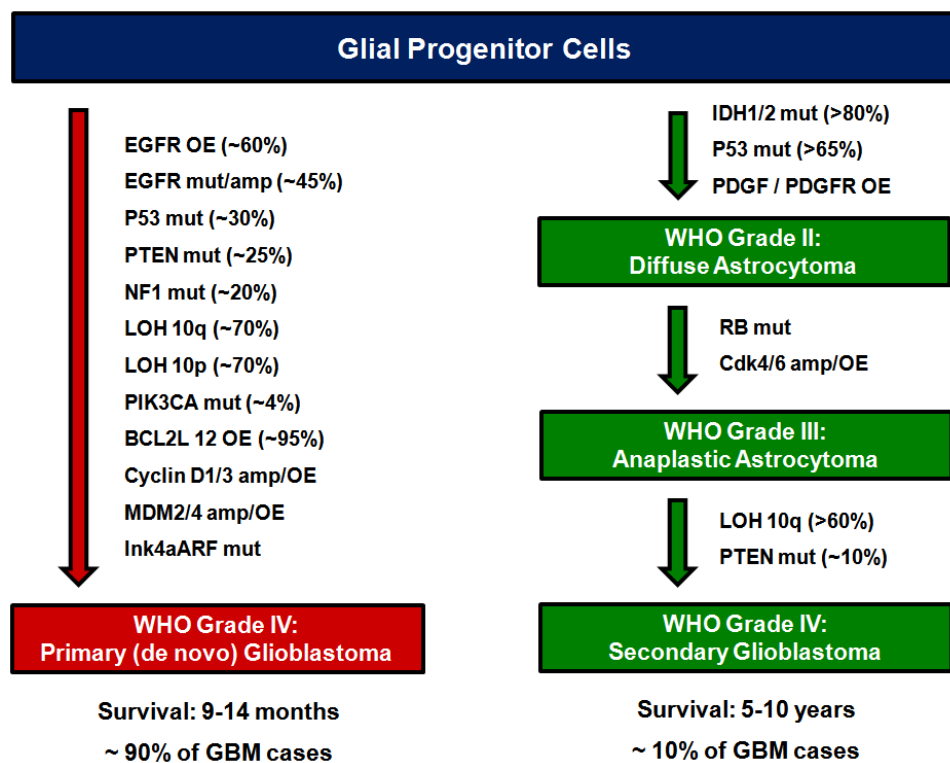 Glial Progenitor Cells
EGFR OE (~60%)
EGFR mut/amp (~45%)
P53 mut (~30%)
PTEN mut (~25%)
NF1 mut (~20%)
LOH 10q (~70%)
LOH 10p (~70%)
PIK3CA mut (~4%)
BCL2L 12 OE (~95%)
Cyclin D1/3 amp/OE
MDM2/4 amp/OE
Ink4aARF mut
WHO Grade IV:
Primary (de novo) Glioblastoma
Survival: 9-14 months
~ 90% of GBM cases
IDH1/2 mut (>80%)
P53 mut (>65%)
PDGF / PDGFR OE
WHO Grade II:
Diffuse Astrocytoma
RB mut
Cdk4/6 amp/OE
WHO Grade III:
Anaplastic Astrocytoma
LOH 10q (>60%)
PTEN mut (~10%)
WHO Grade IV:
Secondary Glioblastoma
Survival: 5-10 years
~ 10% of GBM cases